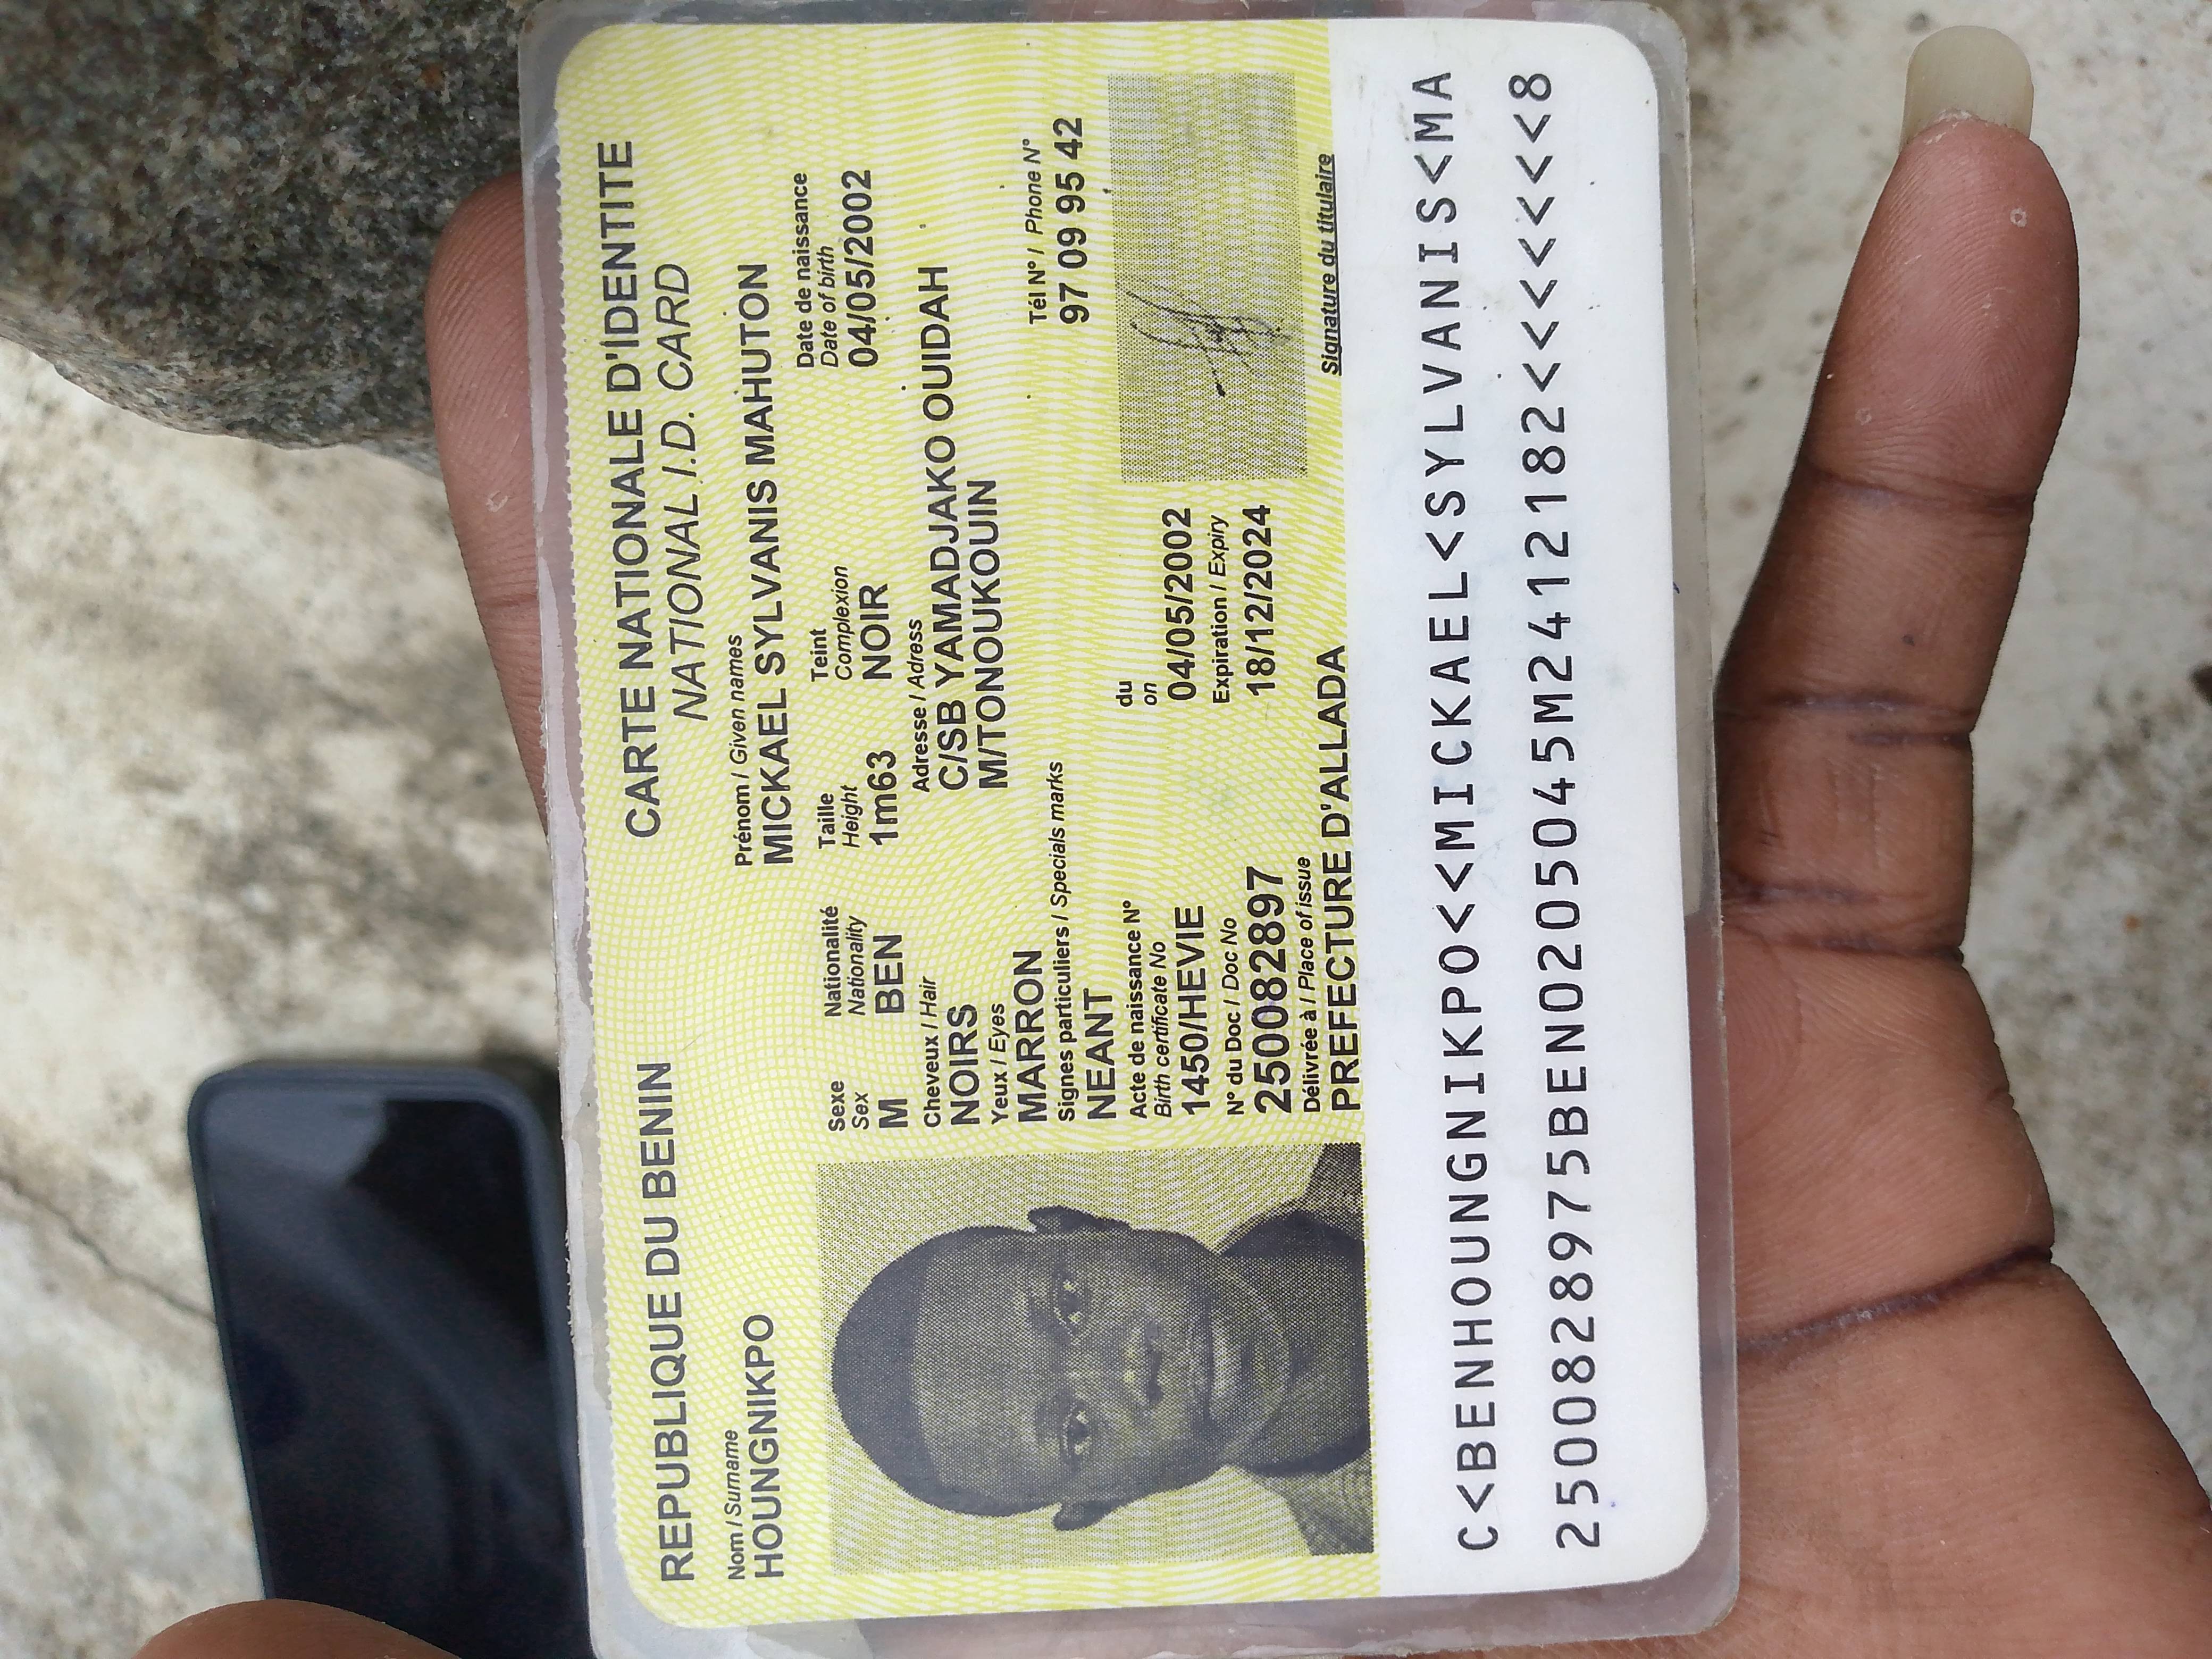 REPUBLIQUE DU BENIN
CARTE NATIONALE D'IDENTITE
NATIONAL I.D. CARD
Nom / Surname
HOUNGNIKPO
Prénom / Given names
MICKAEL SYLVANIS MAHUTON
Sexe Nationalité Taille Teint Date de naissance
Sex Nationality Height Complexion Date of birth
M BEN 1m63 NOIR 04/05/2002
Cheveux / Hair Adresse / Adress
NOIRS C/SB YAMADJAKO OUIDAH
Yeux / Eyes M/TONOUKOUIN
MARRON
Signes particuliers / Specials marks Tél N° / Phone N°
NEANT 97 09 95 42
Acte de naissance N° du
Birth certificate No on
1450/HEVIE 04/05/2002
N° du Doc / Doc No Expiration / Expiry
250082897 18/12/2024
Délivrée à / Place of issue
PREFECTURE D'ALLADA
Signature du titulaire
C<BENHOUNGNIKPO<<MICKAEL<SYLVANIS<MA
2500828975BEN0205045M2412182<<<<<<<8